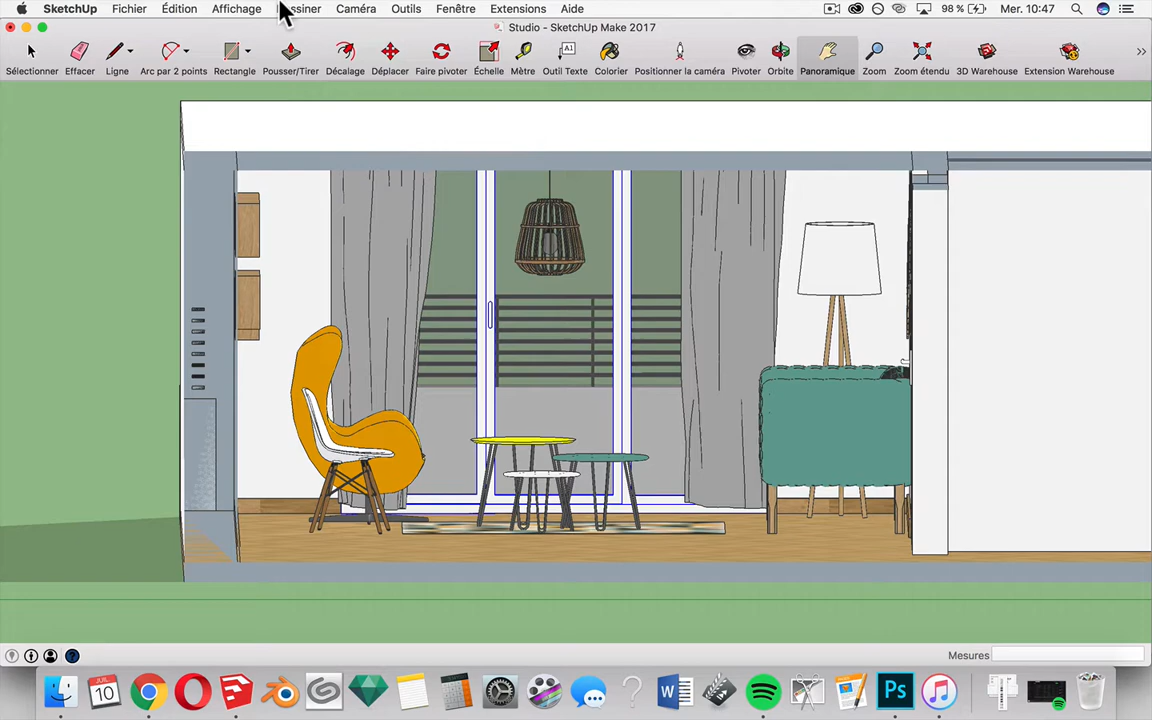 SketchUp Fichier Édition Affichage Caméra Outils Fenêtre Extensions Aide 98 % Mer. 10:47
Studio - SketchUp Make 2017
Sélectionner Effacer Ligne Arc par 2 points Rectangle Pousser/Tirer Décalage Déplacer Faire pivoter Échelle Mètre Outil Texte Colorier Positionner la caméra Pivoter Orbite Panoramique Zoom Zoom étendu 3D Warehouse Extension Warehouse
Mesures